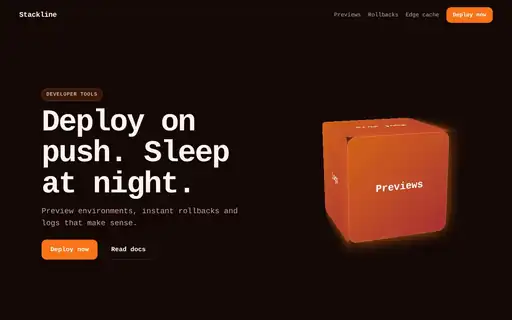 Stackline
Previews Rollbacks Edge cache Deploy now
DEVELOPER TOOLS
Deploy on
push. Sleep
at night.
Preview environments, instant rollbacks and
logs that make sense.
Deploy now Read docs
Previews